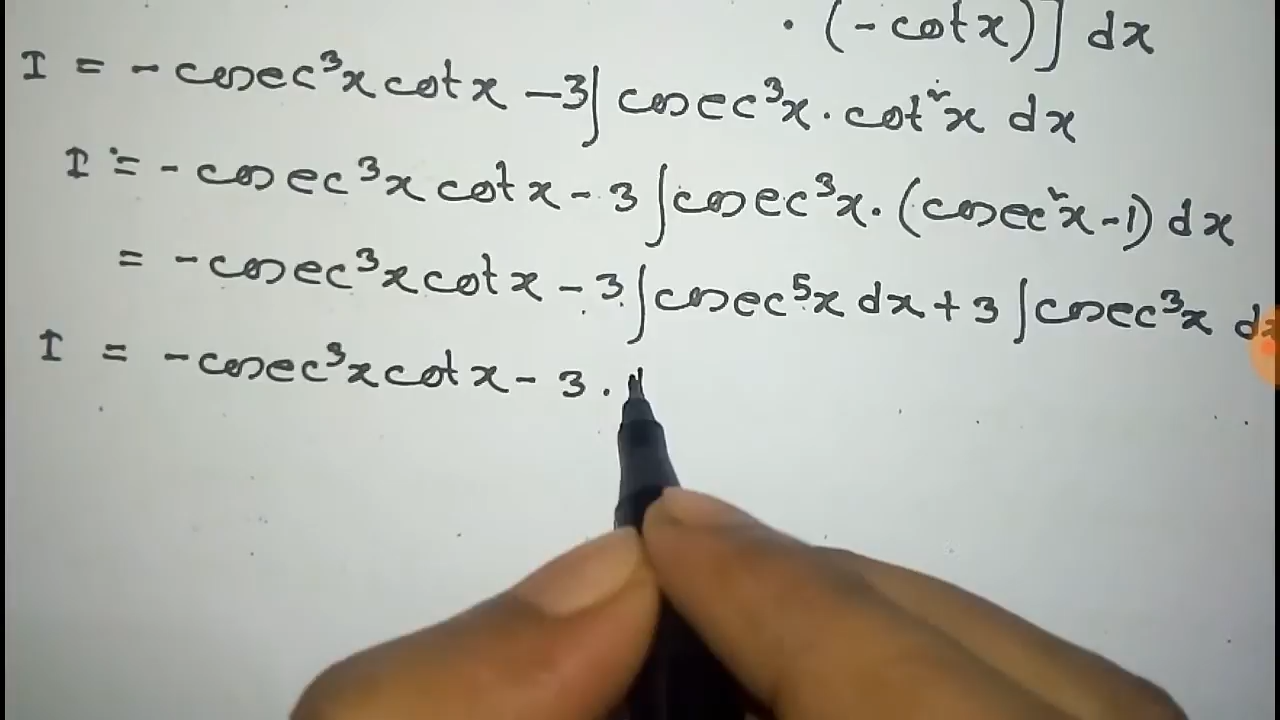 · (-cotx)] dx
I = -cosec³x cotx -3∫cosec³x. cot²x dx
I = -cosec³x cotx - 3∫cosec³x. (cosec²x-1) dx
= -cosec³x cotx - 3.∫cosec⁵x dx + 3∫cosec³x dx
I = -cosec³x cotx - 3.